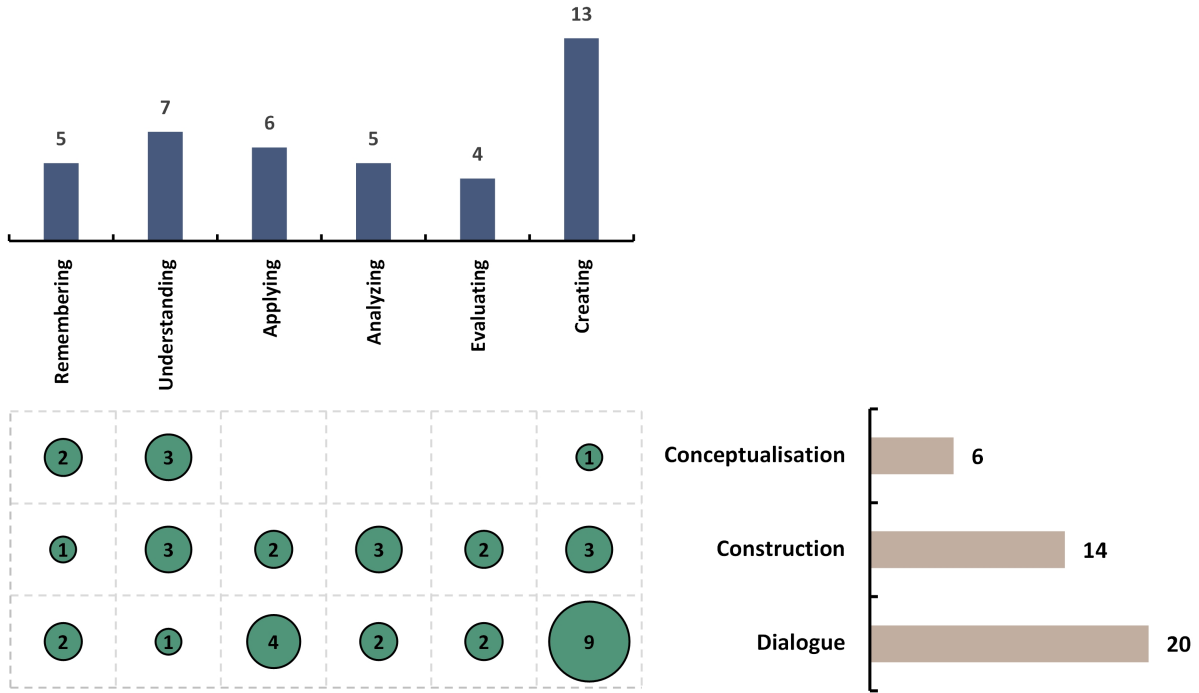 13
7
6
5
5
4
Remembering
Understanding
Applying
Analyzing
Evaluating
Creating
2 3 1 Conceptualisation 6
1 3 2 3 2 3 Construction 14
2 1 4 2 2 9 Dialogue 20